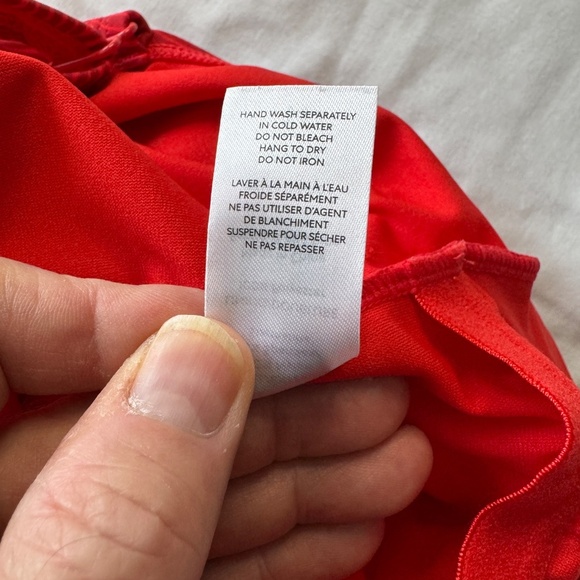 HAND WASH SEPARATELY
IN COLD WATER
DO NOT BLEACH
HANG TO DRY
DO NOT IRON
LAVER À LA MAIN À L'EAU
FROIDE SÉPARÉMENT
NE PAS UTILISER D'AGENT
DE BLANCHIMENT
SUSPENDRE POUR SÉCHER
NE PAS REPASSER